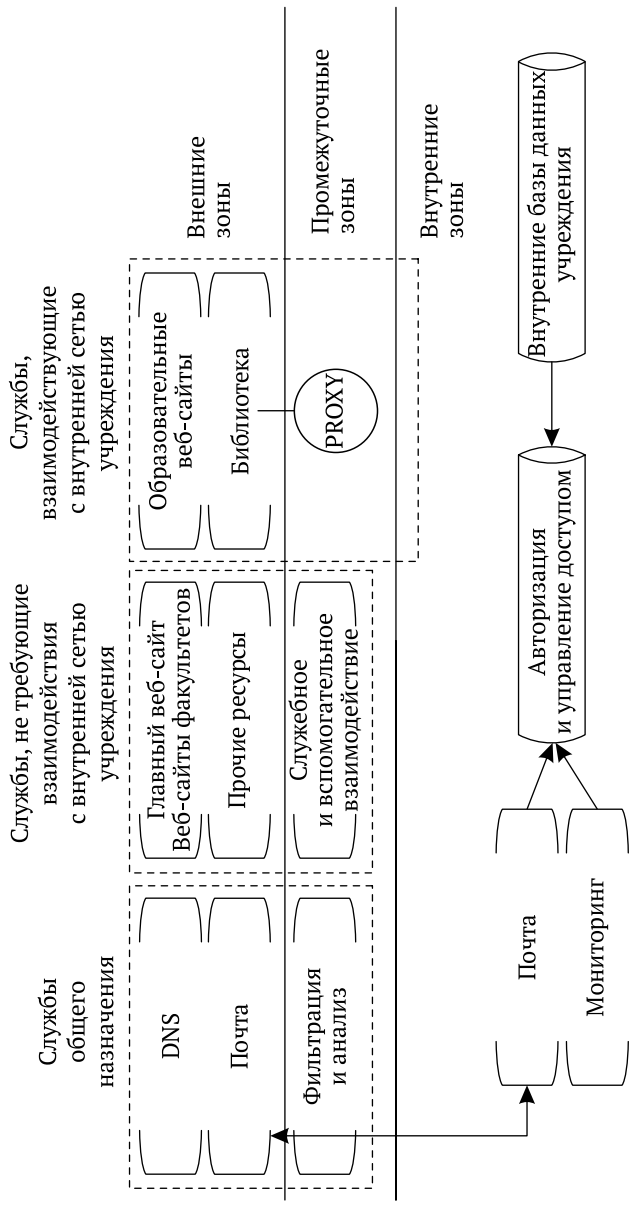 Службы
общего
назначения
Службы, не требующие
взаимодействия
с внутренней сетью
учреждения
Службы,
взаимодействующие
с внутренней сетью
учреждения
DNS
Почта
Главный веб-сайт
Веб-сайты факультетов
Прочие ресурсы
Образовательные
веб-сайты
Библиотека
Внешние
зоны
Фильтрация
и анализ
Служебное
и вспомогательное
взаимодействие
PROXY
Промежуточные
зоны
Внутренние
зоны
Почта
Мониторинг
Авторизация
и управление доступом
Внутренние базы данных
учреждения